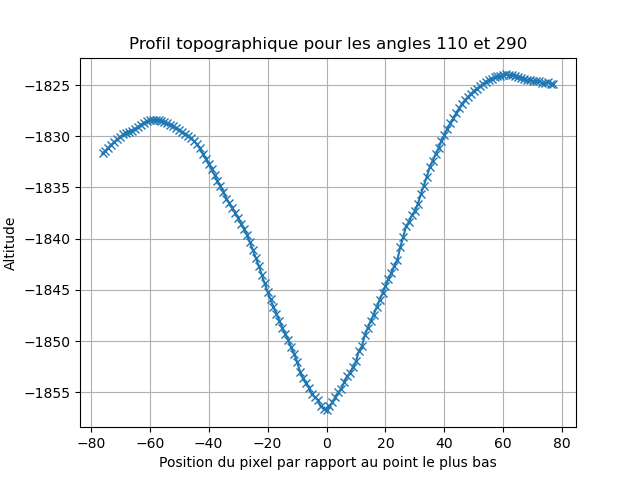 Profil topographique pour les angles 110 et 290
−1825
−1830
−1835
−1840
−1845
−1850
−1855
Altitude
−80 −60 −40 −20 0 20 40 60 80
Position du pixel par rapport au point le plus bas